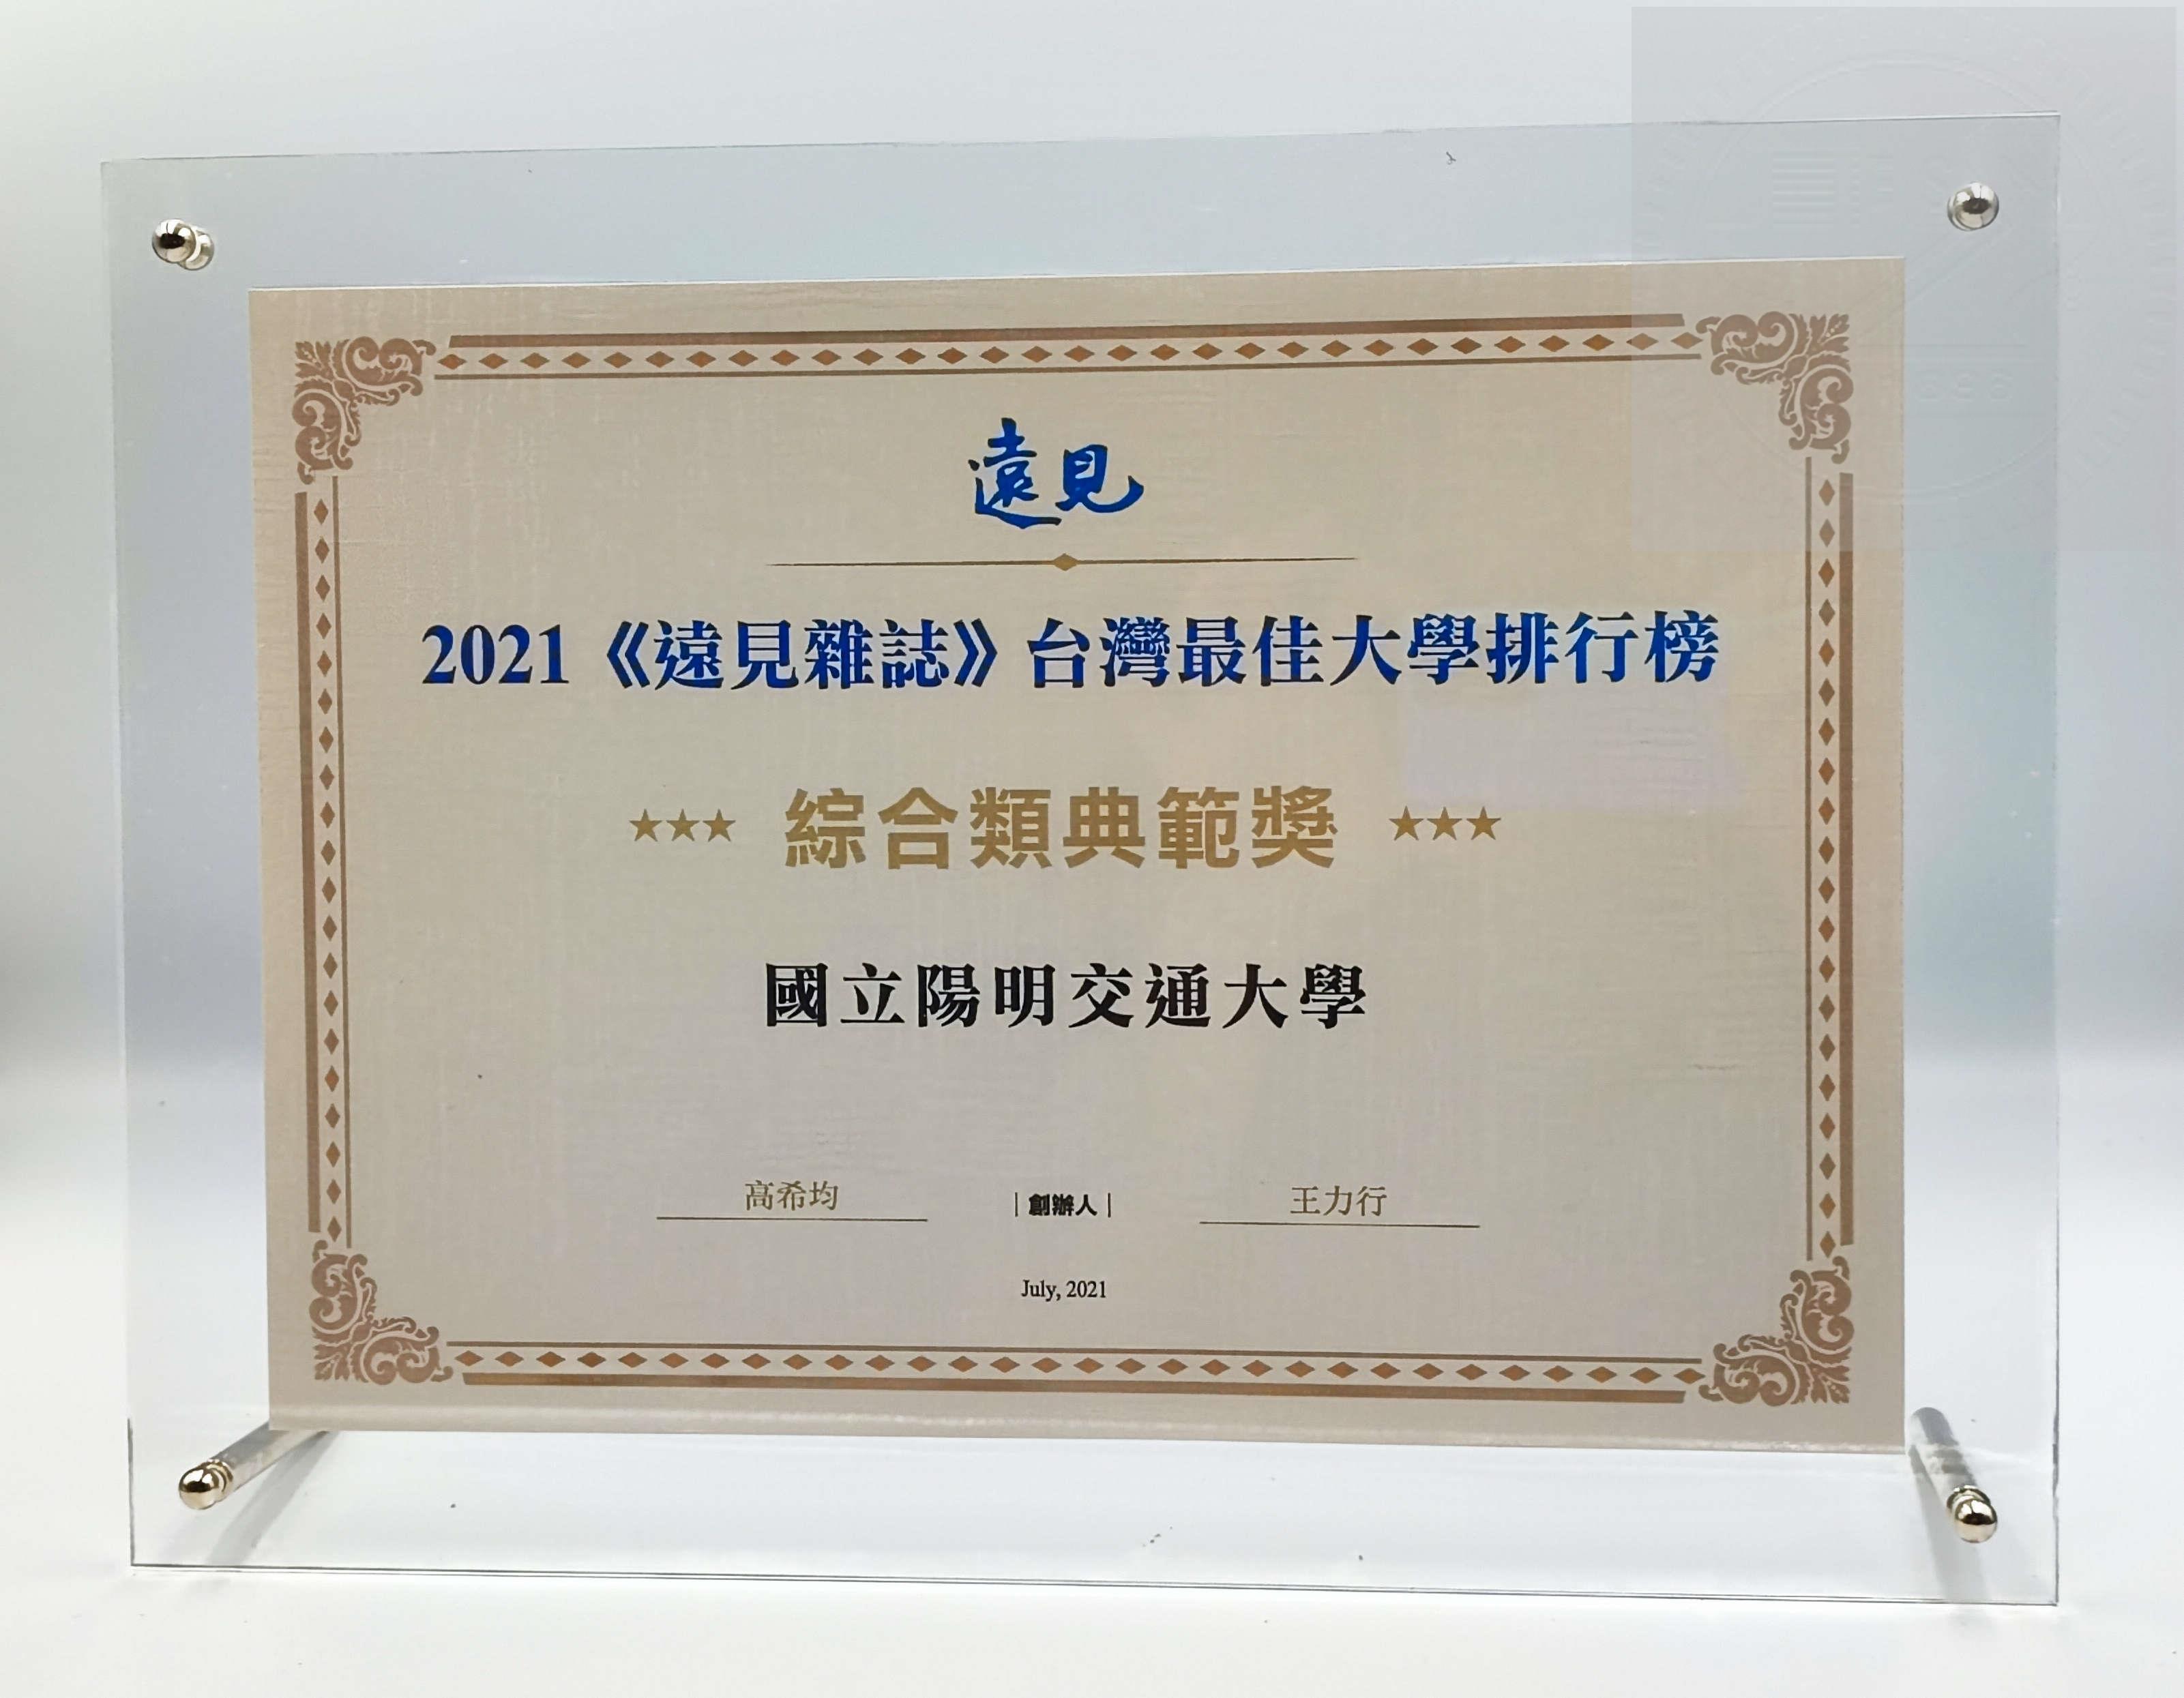 遠見
2021《遠見雜誌》台灣最佳大學排行榜
★★★ 綜合類典範獎 ★★★
國立陽明交通大學
高希均 |創辦人| 王力行
July, 2021